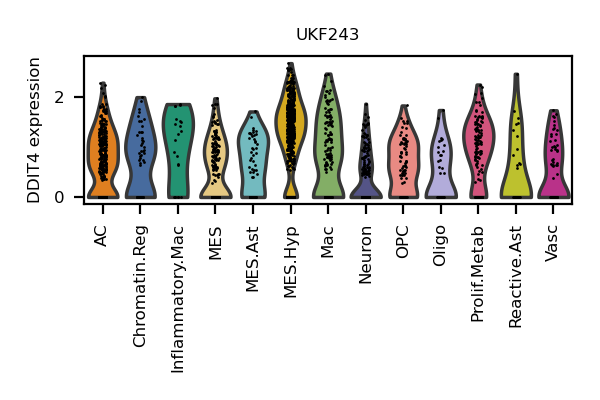 UKF243
DDIT4 expression
2
0
AC
Chromatin.Reg
Inflammatory.Mac
MES
MES.Ast
MES.Hyp
Mac
Neuron
OPC
Oligo
Prolif.Metab
Reactive.Ast
Vasc